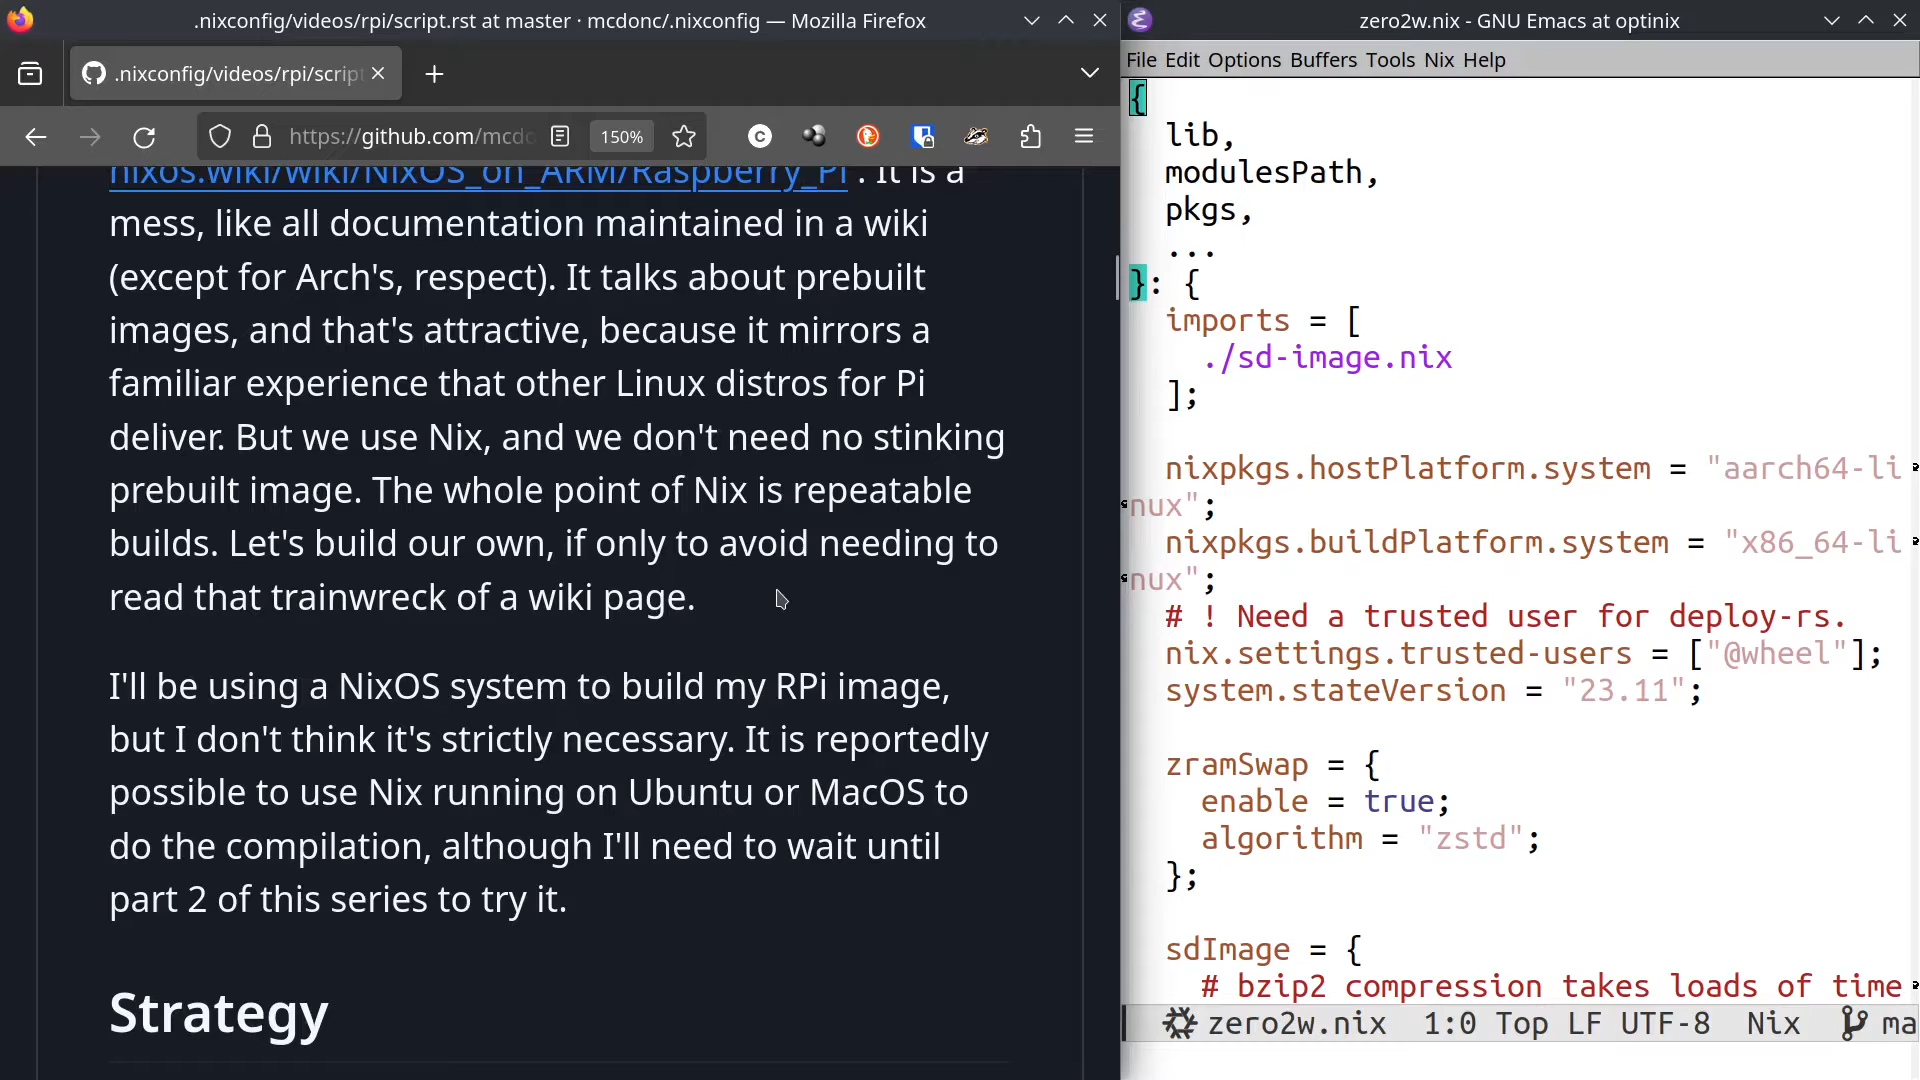 .nixconfig/videos/rpi/script.rst at master · mcdonc/.nixconfig — Mozilla Firefox
.nixconfig/videos/rpi/script
https://github.com/mcdo
150%
nixos.wiki/wiki/NixOS_on_ARM/Raspberry_Pi . It is a
mess, like all documentation maintained in a wiki
(except for Arch's, respect). It talks about prebuilt
images, and that's attractive, because it mirrors a
familiar experience that other Linux distros for Pi
deliver. But we use Nix, and we don't need no stinking
prebuilt image. The whole point of Nix is repeatable
builds. Let's build our own, if only to avoid needing to
read that trainwreck of a wiki page.
I'll be using a NixOS system to build my RPi image,
but I don't think it's strictly necessary. It is reportedly
possible to use Nix running on Ubuntu or MacOS to
do the compilation, although I'll need to wait until
part 2 of this series to try it.
Strategy
zero2w.nix - GNU Emacs at optinix
File Edit Options Buffers Tools Nix Help
{
lib,
modulesPath,
pkgs,
...
}: {
imports = [
./sd-image.nix
];
nixpkgs.hostPlatform.system = "aarch64-li
nux";
nixpkgs.buildPlatform.system = "x86_64-li
nux";
# ! Need a trusted user for deploy-rs.
nix.settings.trusted-users = ["@wheel"];
system.stateVersion = "23.11";
zramSwap = {
enable = true;
algorithm = "zstd";
};
sdImage = {
# bzip2 compression takes loads of time
zero2w.nix 1:0 Top LF UTF-8 Nix ma